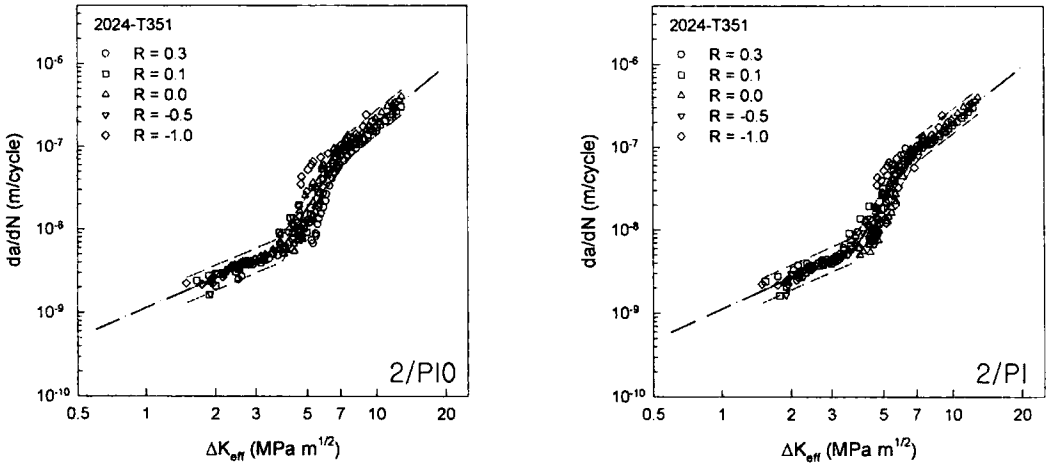 2024-T351
R = 0.3
R = 0.1
R = 0.0
R = -0.5
R = -1.0
10⁻⁶
10⁻⁷
10⁻⁸
10⁻⁹
10⁻¹⁰
da/dN (m/cycle)
2/PI0
0.5 1 2 3 5 7 10 20
ΔK_eff (MPa m^1/2)
2024-T351
R = 0.3
R = 0.1
R = 0.0
R = -0.5
R = -1.0
10⁻⁶
10⁻⁷
10⁻⁸
10⁻⁹
10⁻¹⁰
da/dN (m/cycle)
2/PI
0.5 1 2 3 5 7 10 20
ΔK_eff (MPa m^1/2)